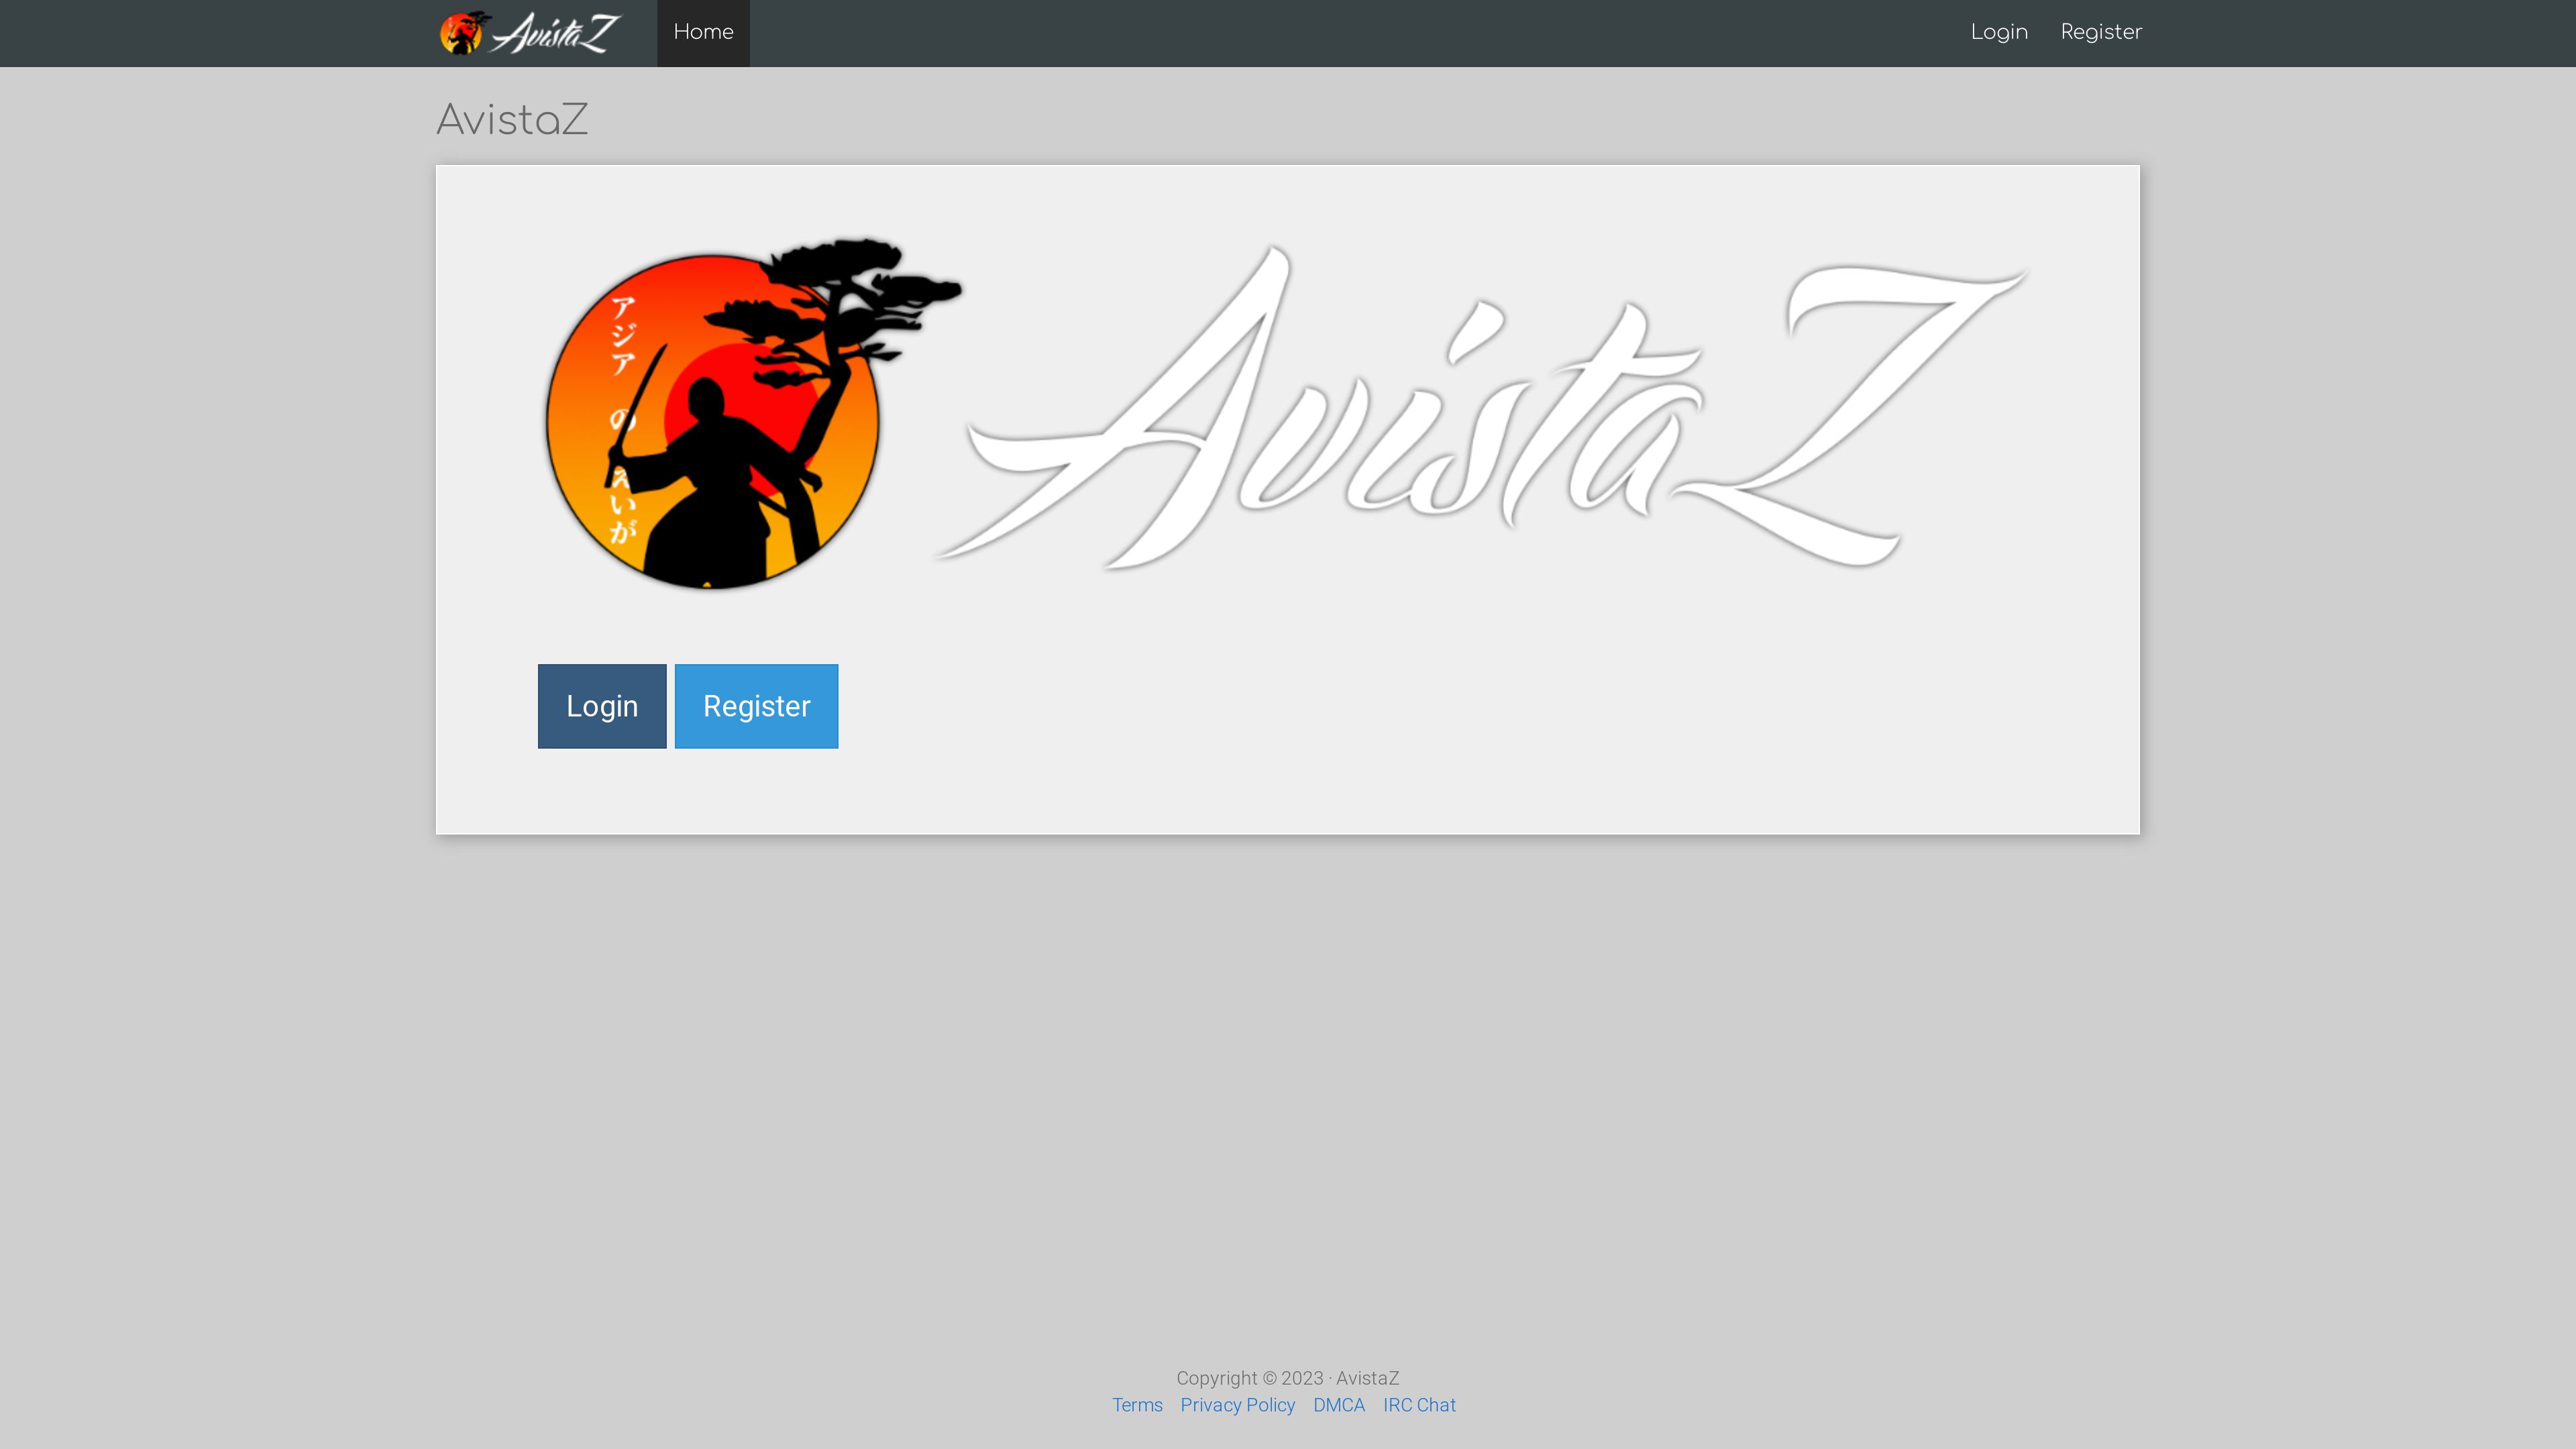 AvistaZ Home Login Register
AvistaZ
アジア の えいが
AvistaZ
Login Register
Copyright © 2023 · AvistaZ
Terms Privacy Policy DMCA IRC Chat